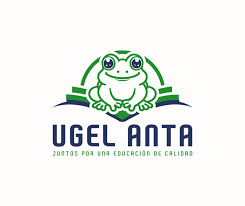 UGEL ANTA
JUNTOS POR UNA EDUCACIÓN DE CALIDAD